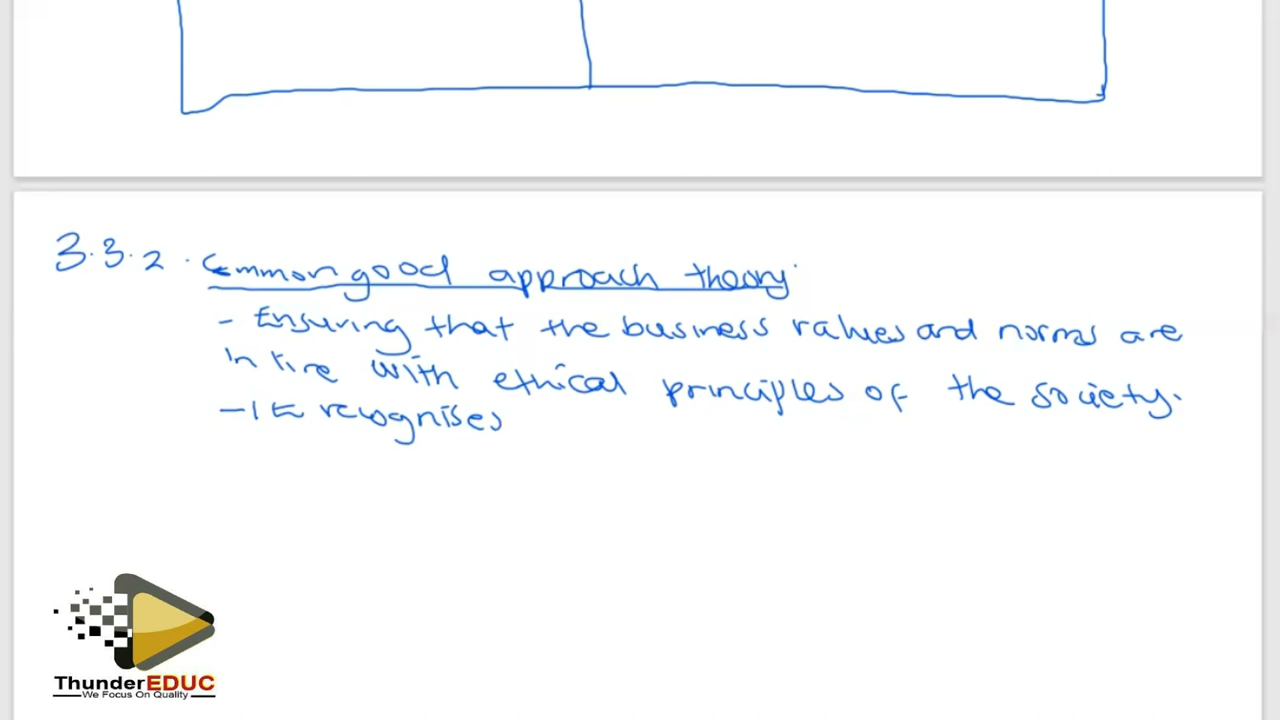 3.3.2. Common good approach theory
- Ensuring that the business values and norms are
in line with ethical principles of the society.
- It recognises
ThunderEDUC
We Focus On Quality